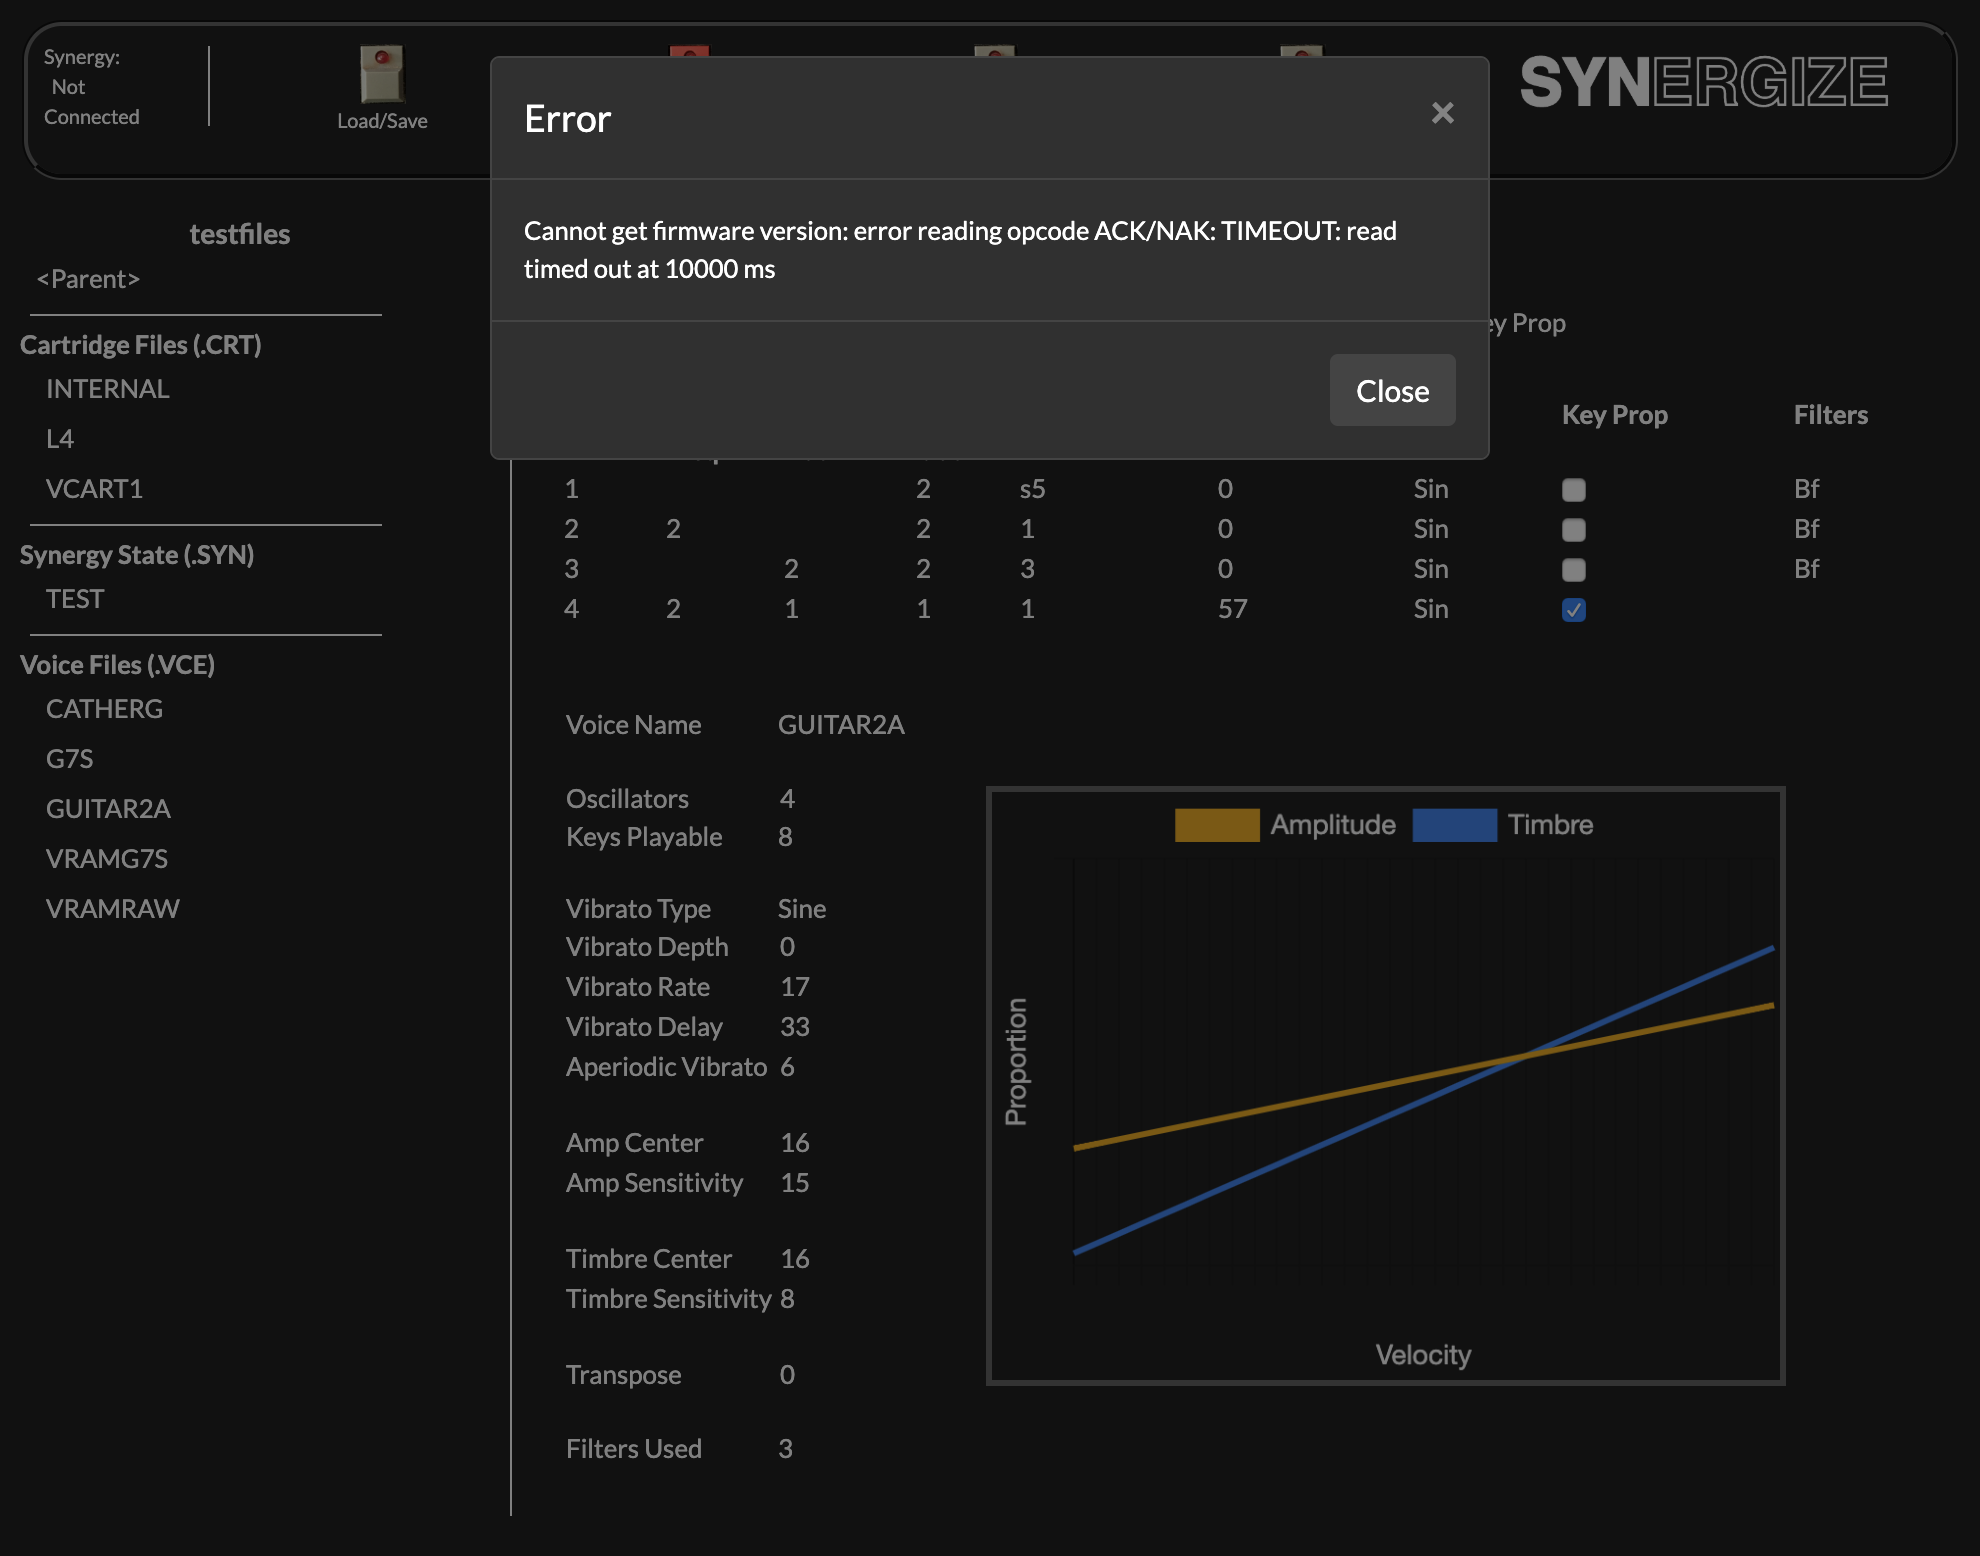 Synergy:
Not
Connected
Load/Save
SYNERGIZE
Error
×
Cannot get firmware version: error reading opcode ACK/NAK: TIMEOUT: read
timed out at 10000 ms
Close
testfiles
<Parent>
Cartridge Files (.CRT)
INTERNAL
L4
VCART1
Synergy State (.SYN)
TEST
Voice Files (.VCE)
CATHERG
G7S
GUITAR2A
VRAMG7S
VRAMRAW
Prop
Key Prop Filters
1 2 s5 0 Sin Bf
2 2 2 1 0 Sin Bf
3 2 2 3 0 Sin Bf
4 2 1 1 1 57 Sin
Voice Name GUITAR2A
Oscillators 4
Keys Playable 8
Vibrato Type Sine
Vibrato Depth 0
Vibrato Rate 17
Vibrato Delay 33
Aperiodic Vibrato 6
Amp Center 16
Amp Sensitivity 15
Timbre Center 16
Timbre Sensitivity 8
Transpose 0
Filters Used 3
Amplitude Timbre
Proportion
Velocity